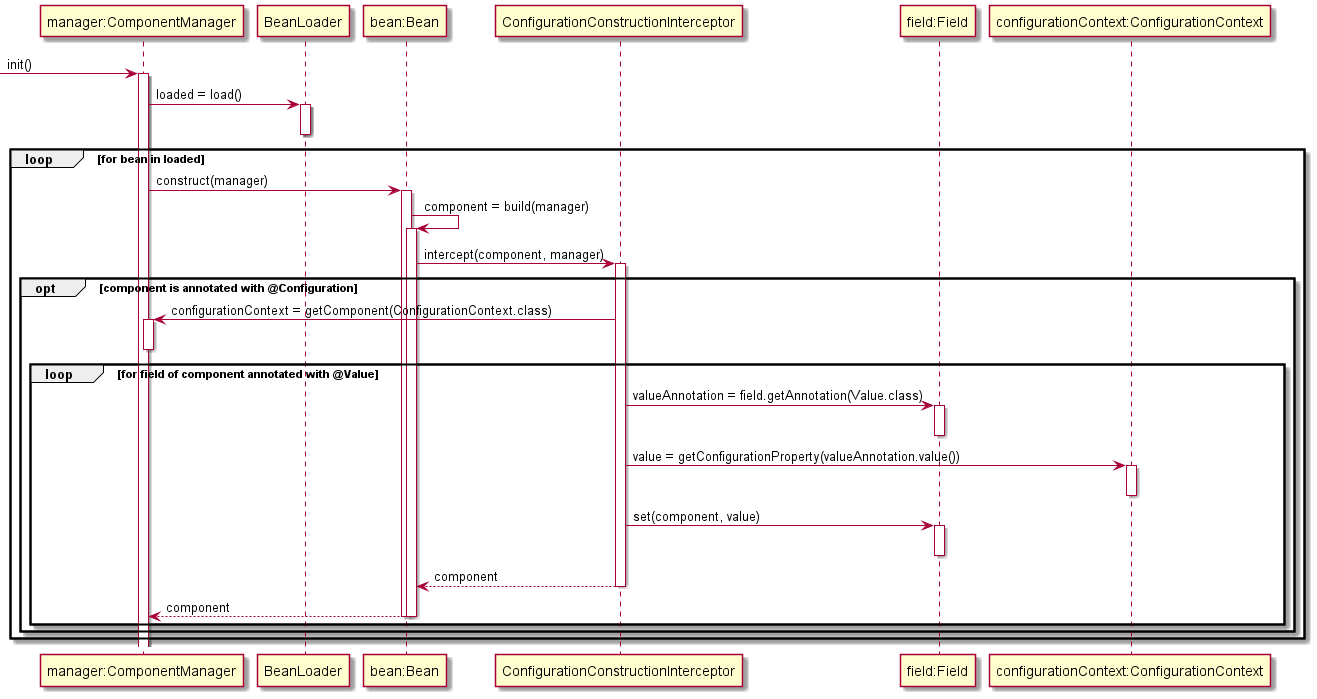 manager:ComponentManager
BeanLoader
bean:Bean
ConfigurationConstructionInterceptor
field:Field
configurationContext:ConfigurationContext
init()
loaded = load()
loop
[for bean in loaded]
construct(manager)
component = build(manager)
intercept(component, manager)
opt
[component is annotated with @Configuration]
configurationContext = getComponent(ConfigurationContext.class)
loop
[for field of component annotated with @Value]
valueAnnotation = field.getAnnotation(Value.class)
value = getConfigurationProperty(valueAnnotation.value())
set(component, value)
component
component
manager:ComponentManager
BeanLoader
bean:Bean
ConfigurationConstructionInterceptor
field:Field
configurationContext:ConfigurationContext